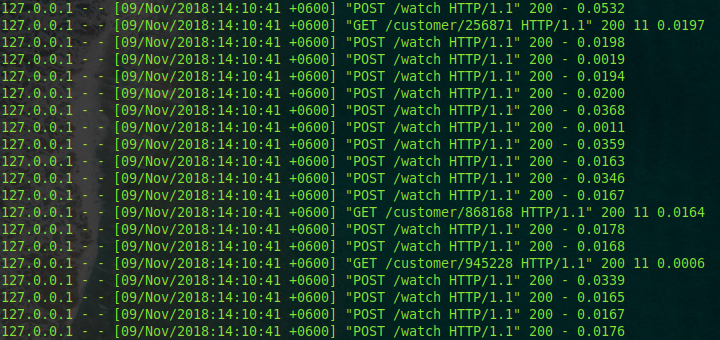 127.0.0.1 - - [09/Nov/2018:14:10:41 +0600] "POST /watch HTTP/1.1" 200 - 0.0532
127.0.0.1 - - [09/Nov/2018:14:10:41 +0600] "GET /customer/256871 HTTP/1.1" 200 11 0.0197
127.0.0.1 - - [09/Nov/2018:14:10:41 +0600] "POST /watch HTTP/1.1" 200 - 0.0198
127.0.0.1 - - [09/Nov/2018:14:10:41 +0600] "POST /watch HTTP/1.1" 200 - 0.0019
127.0.0.1 - - [09/Nov/2018:14:10:41 +0600] "POST /watch HTTP/1.1" 200 - 0.0194
127.0.0.1 - - [09/Nov/2018:14:10:41 +0600] "POST /watch HTTP/1.1" 200 - 0.0200
127.0.0.1 - - [09/Nov/2018:14:10:41 +0600] "POST /watch HTTP/1.1" 200 - 0.0368
127.0.0.1 - - [09/Nov/2018:14:10:41 +0600] "POST /watch HTTP/1.1" 200 - 0.0011
127.0.0.1 - - [09/Nov/2018:14:10:41 +0600] "POST /watch HTTP/1.1" 200 - 0.0359
127.0.0.1 - - [09/Nov/2018:14:10:41 +0600] "POST /watch HTTP/1.1" 200 - 0.0163
127.0.0.1 - - [09/Nov/2018:14:10:41 +0600] "POST /watch HTTP/1.1" 200 - 0.0346
127.0.0.1 - - [09/Nov/2018:14:10:41 +0600] "POST /watch HTTP/1.1" 200 - 0.0167
127.0.0.1 - - [09/Nov/2018:14:10:41 +0600] "GET /customer/868168 HTTP/1.1" 200 11 0.0164
127.0.0.1 - - [09/Nov/2018:14:10:41 +0600] "POST /watch HTTP/1.1" 200 - 0.0178
127.0.0.1 - - [09/Nov/2018:14:10:41 +0600] "POST /watch HTTP/1.1" 200 - 0.0168
127.0.0.1 - - [09/Nov/2018:14:10:41 +0600] "GET /customer/945228 HTTP/1.1" 200 11 0.0006
127.0.0.1 - - [09/Nov/2018:14:10:41 +0600] "POST /watch HTTP/1.1" 200 - 0.0339
127.0.0.1 - - [09/Nov/2018:14:10:41 +0600] "POST /watch HTTP/1.1" 200 - 0.0165
127.0.0.1 - - [09/Nov/2018:14:10:41 +0600] "POST /watch HTTP/1.1" 200 - 0.0167
127.0.0.1 - - [09/Nov/2018:14:10:41 +0600] "POST /watch HTTP/1.1" 200 - 0.0176